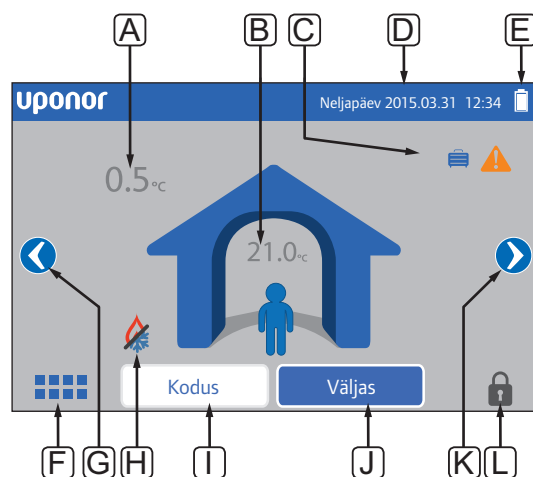 A B C D E
uponor
Neljapäev 2015.03.31 12:34
0.5 °C
21.0 °C
Kodus
Väljas
F G H I J K L